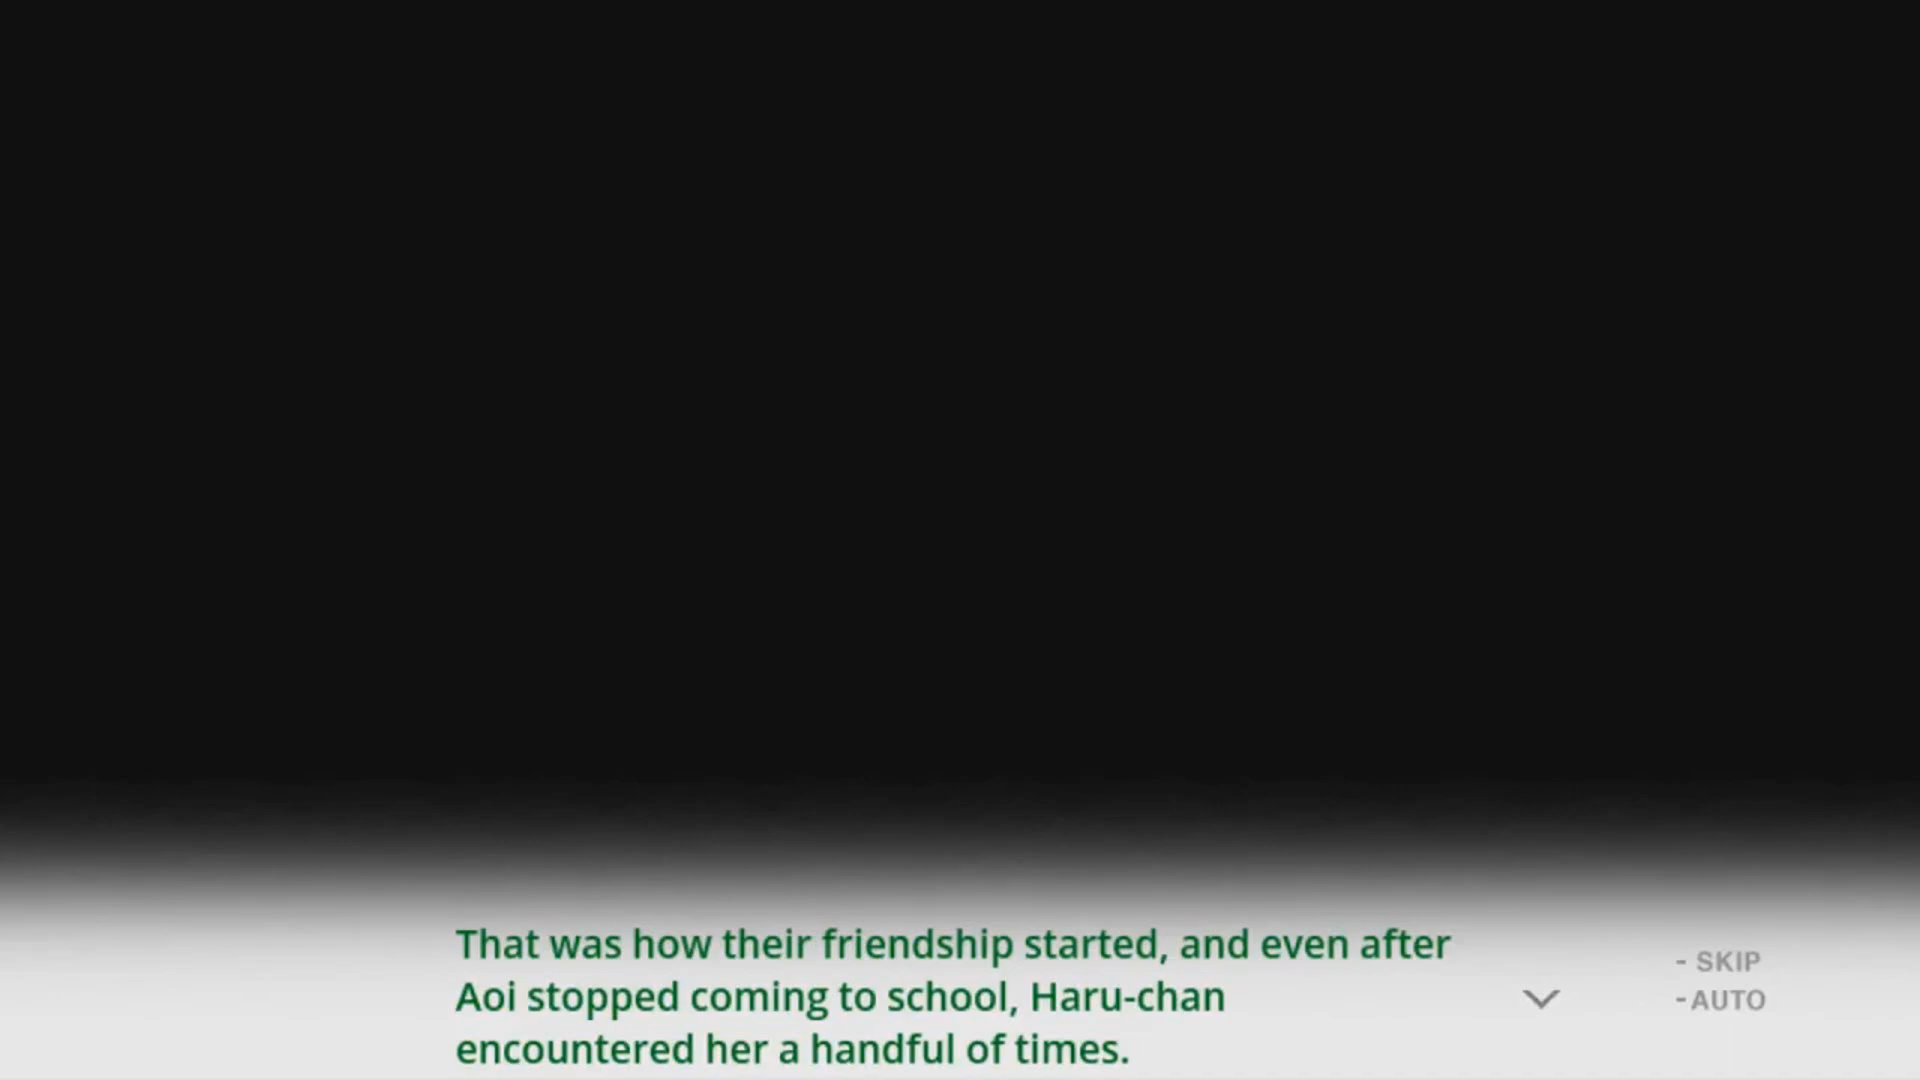 That was how their friendship started, and even after
Aoi stopped coming to school, Haru-chan
encountered her a handful of times.
- SKIP
- AUTO